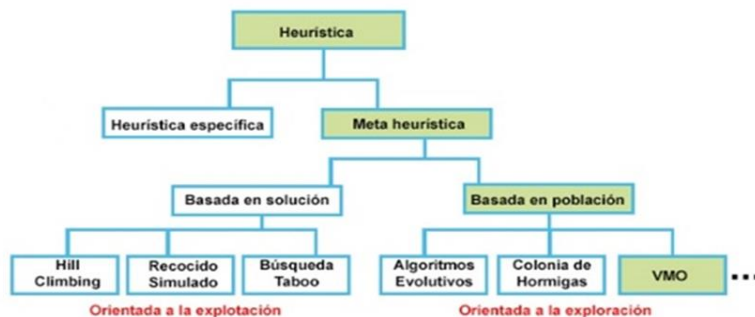 Heurística
Heurística especifica
Meta heurística
Basada en solución
Basada en población
Hill
Climbing
Recocido
Simulado
Búsqueda
Taboo
Algoritmos
Evolutivos
Colonia de
Hormigas
VMO
...
Orientada a la explotación
Orientada a la exploración